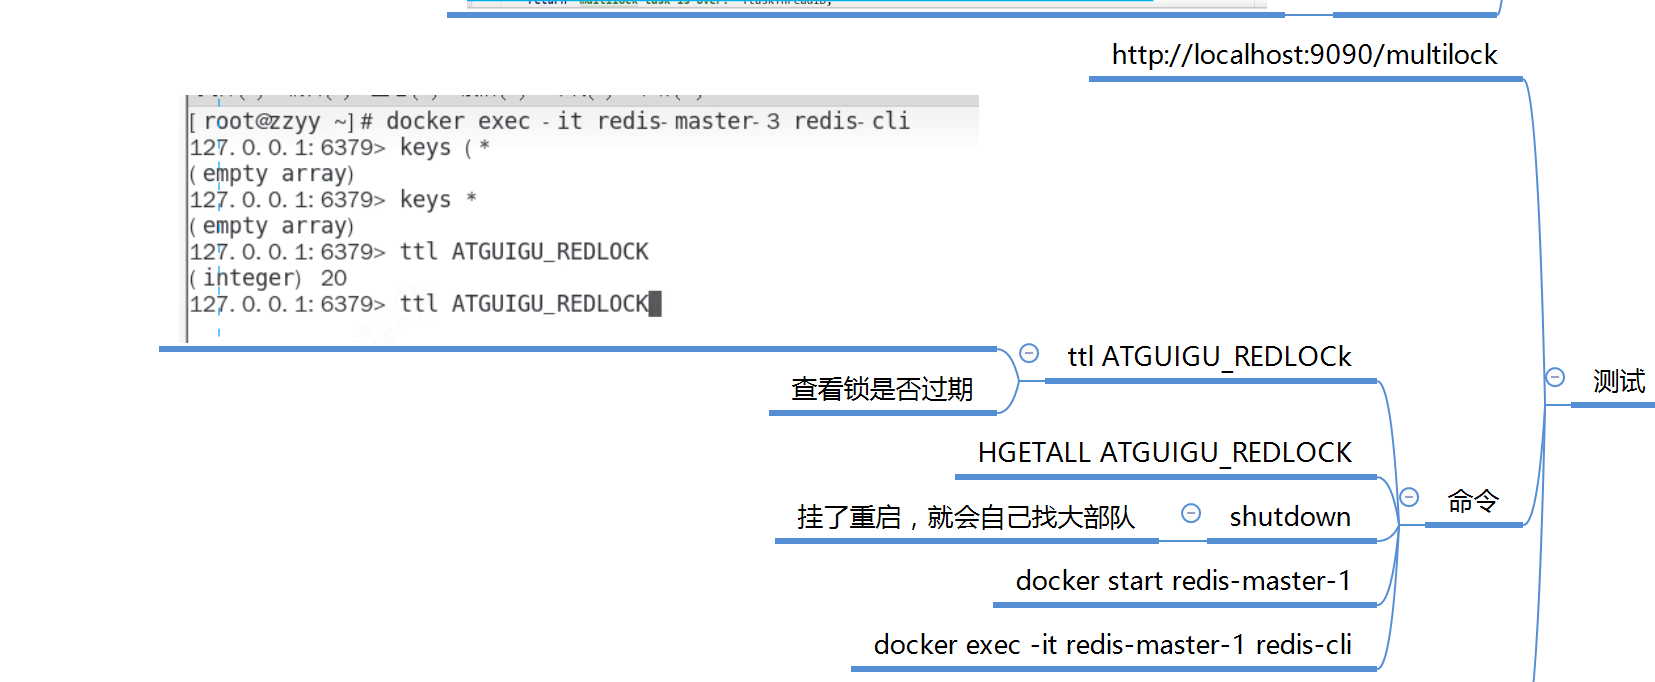 http://localhost:9090/multilock
[root@zzyy ~]# docker exec -it redis-master-3 redis-cli
127.0.0.1:6379> keys (*
(empty array)
127.0.0.1:6379> keys *
(empty array)
127.0.0.1:6379> ttl ATGUIGU_REDLOCK
(integer) 20
127.0.0.1:6379> ttl ATGUIGU_REDLOCK
ttl ATGUIGU_REDLOCk
查看锁是否过期
测试
HGETALL ATGUIGU_REDLOCK
命令
挂了重启，就会自己找大部队
shutdown
docker start redis-master-1
docker exec -it redis-master-1 redis-cli